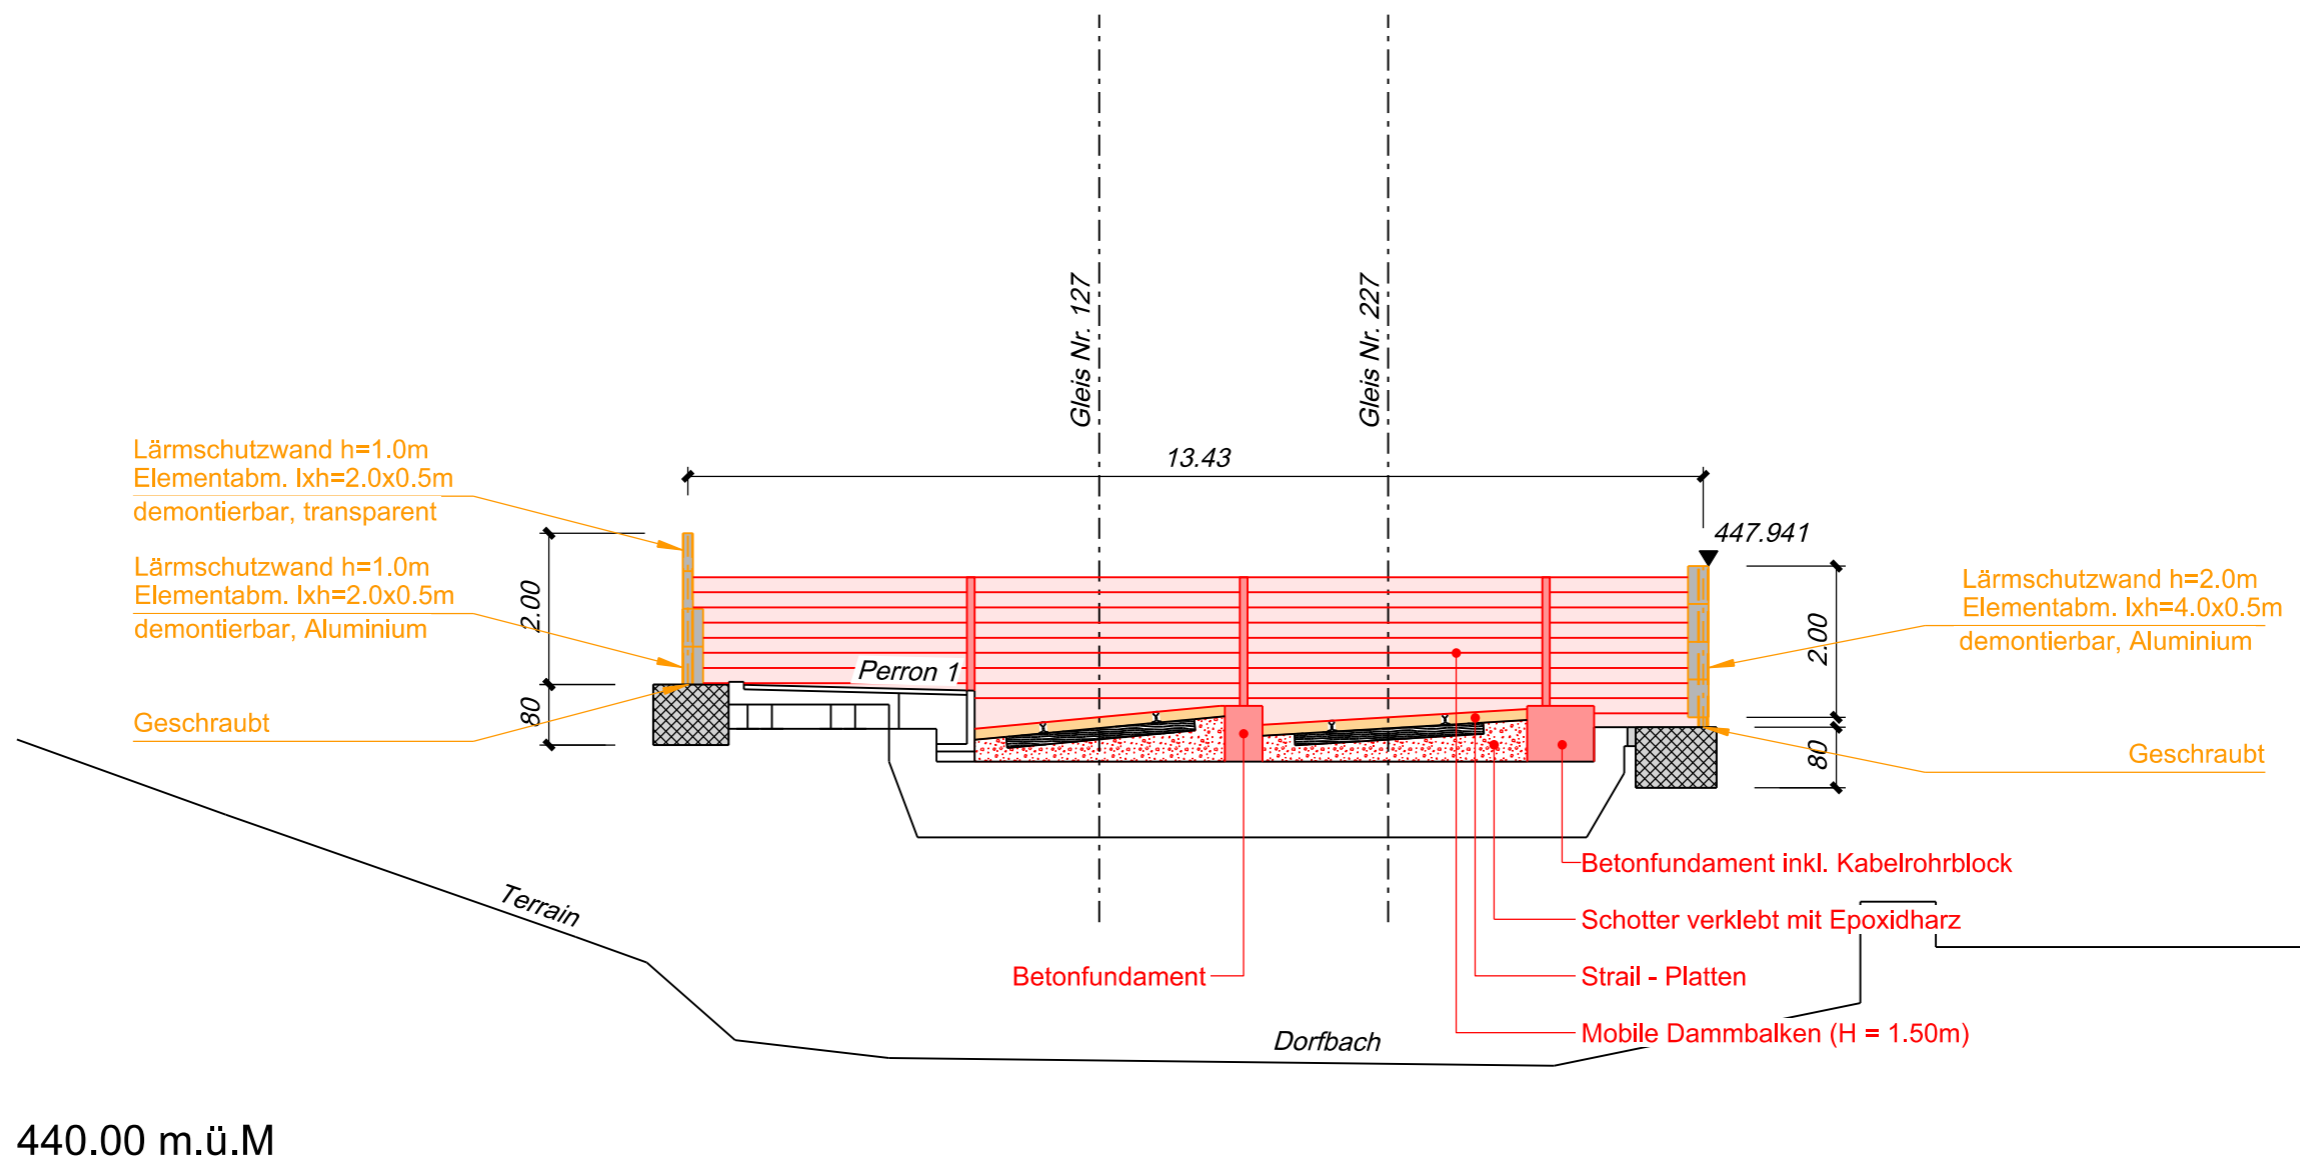 Gleis Nr. 127
Gleis Nr. 227
13.43
447.941
Lärmschutzwand h=1.0m
Elementabm. lxh=2.0x0.5m
demontierbar, transparent
Lärmschutzwand h=1.0m
Elementabm. lxh=2.0x0.5m
demontierbar, Aluminium
Geschraubt
2.00
80
Perron 1
Lärmschutzwand h=2.0m
Elementabm. lxh=4.0x0.5m
demontierbar, Aluminium
2.00
80
Geschraubt
Betonfundament inkl. Kabelrohrblock
Schotter verklebt mit Epoxidharz
Betonfundament
Strail - Platten
Mobile Dammbalken (H = 1.50m)
Terrain
Dorfbach
440.00 m.ü.M